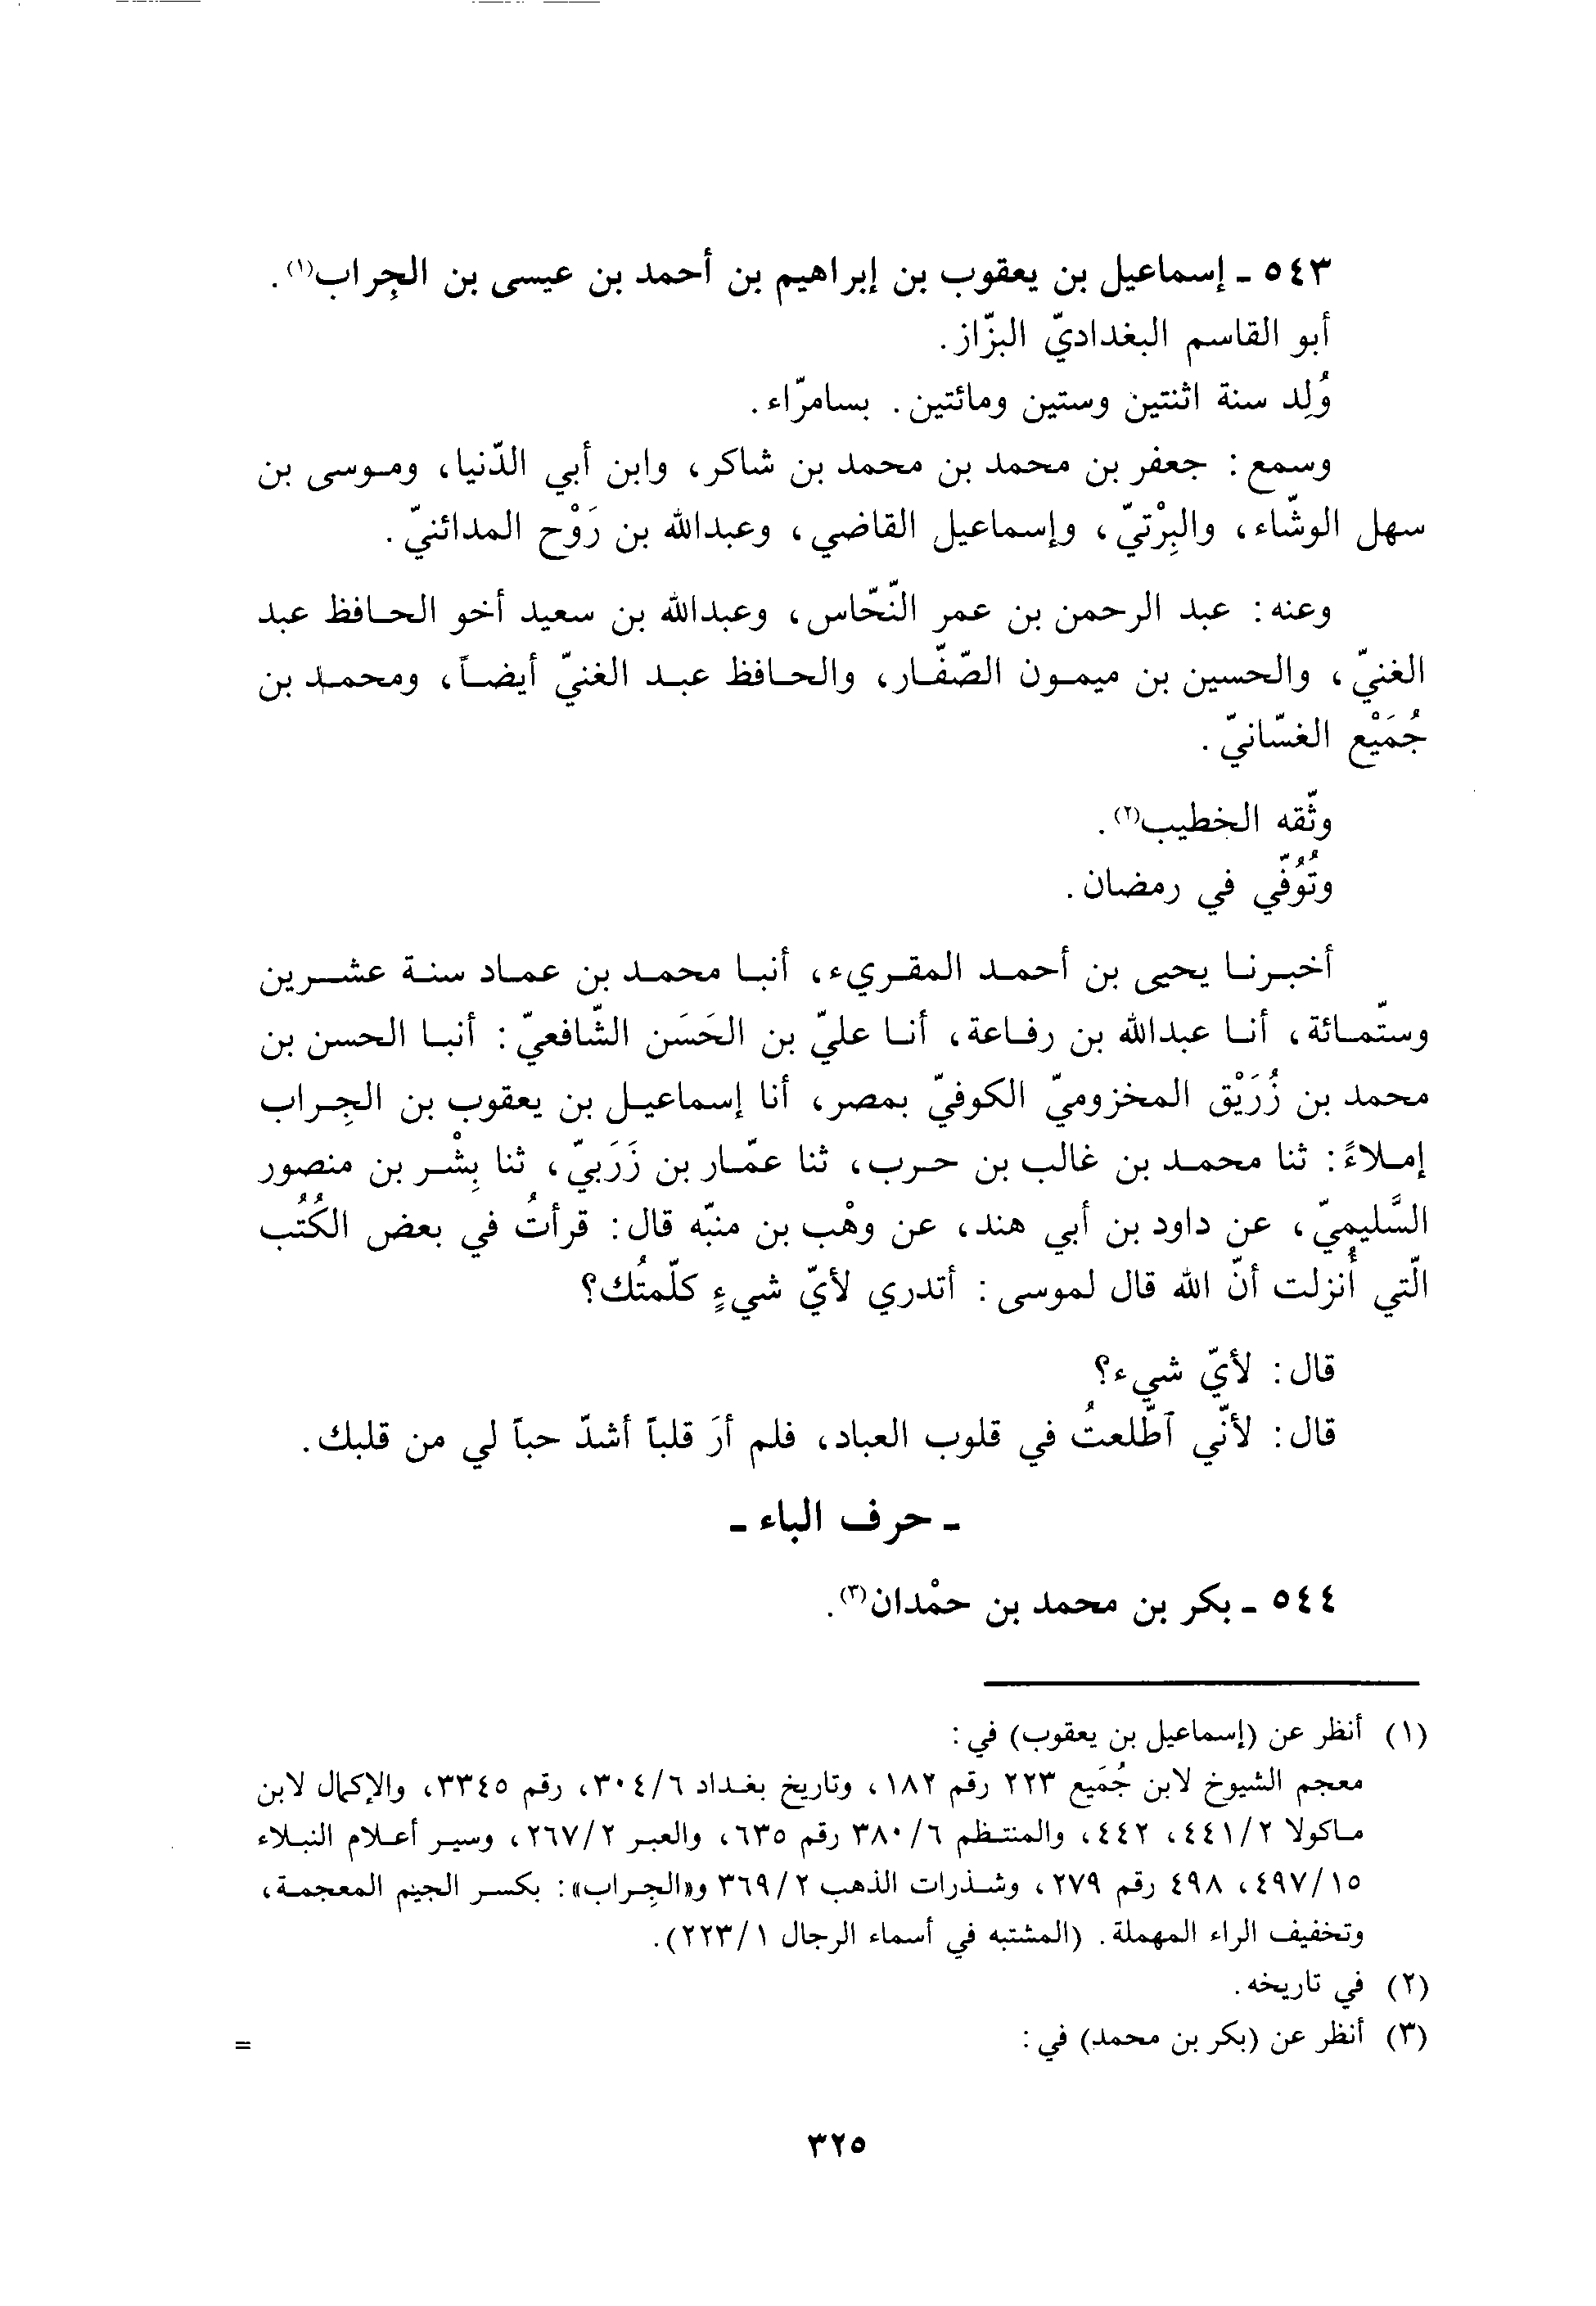 ٥٤٣ - إسماعيل بن يعقوب بن إبراهيم بن أحمد بن عيسى بن الجِراب(١).
أبو القاسم البغداديّ البزّاز.
وُلِد سنة اثنتين وستين ومائتين. بسامرّاء.
وسمع: جعفر بن محمد بن محمد بن شاكر، وابن أبي الدّنيا، وموسى بن
سهل الوشّاء، والبِرْتيّ، وإسماعيل القاضي، وعبدالله بن رَوْح المدائنيّ.
وعنه: عبد الرحمن بن عمر النّحّاس، وعبدالله بن سعيد أخو الحافظ عبد
الغنيّ، والحسين بن ميمون الصّفّار، والحافظ عبد الغنيّ أيضاً، ومحمد بن
جُمَيْع الغسّانيّ.
وثّقه الخطيب(٢).
وتُوُفّي في رمضان.
أخبرنا يحيى بن أحمد المقريء، أنبا محمد بن عماد سنة عشرين
وستّمائة، أنا عبدالله بن رفاعة، أنا عليّ بن الحَسَن الشّافعيّ: أنبا الحسن بن
محمد بن زُرَيْق المخزوميّ الكوفيّ بمصر، أنا إسماعيل بن يعقوب بن الجِراب
إملاءً: ثنا محمد بن غالب بن حرب، ثنا عمّار بن زَرَبيّ، ثنا بِشْر بن منصور
السَّليميّ، عن داود بن أبي هند، عن وهْب بن منبّه قال: قرأتُ في بعض الكُتُب
الّتي أُنزلت أنّ الله قال لموسى: أتدري لأيّ شيءٍ كلّمتُك؟
قال: لأيّ شيء؟
قال: لأنّي آطّلعتُ في قلوب العباد، فلم أرَ قلباً أشدّ حباً لي من قلبك.
- حرف الباء -
٥٤٤ - بكر بن محمد بن حمْدان(٣).
(١) أنظر عن (إسماعيل بن يعقوب) في:
معجم الشيوخ لابن جُمَيع ٢٢٣ رقم ١٨٢، وتاريخ بغداد ٣٠٤/٦، رقم ٣٣٤٥، والإكمال لابن
ماكولا ٤٤١/٢، ٤٤٢، والمنتظم ٣٨٠/٦ رقم ٦٣٥، والعبر ٢٦٧/٢، وسير أعلام النبلاء
٤٩٧/١٥، ٤٩٨ رقم ٢٧٩، وشذرات الذهب ٣٦٩/٢ و«الجِراب»: بكسر الجيم المعجمة،
وتخفيف الراء المهملة. (المشتبه في أسماء الرجال ٢٢٣/١).
(٢) في تاريخه.
(٣) أنظر عن (بكر بن محمد) في: =
٣٢٥